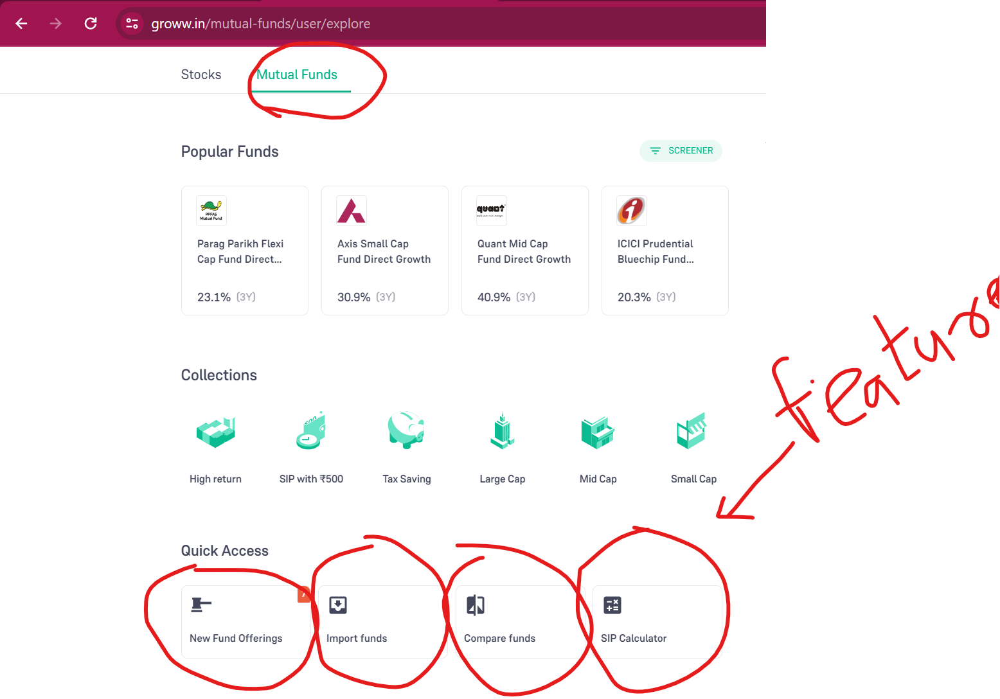 groww.in/mutual-funds/user/explore
Stocks Mutual Funds
Popular Funds SCREENER
PPFAS
Mutual Fund
quant
Parag Parikh Flexi
Cap Fund Direct...
Axis Small Cap
Fund Direct Growth
Quant Mid Cap
Fund Direct Growth
ICICI Prudential
Bluechip Fund...
23.1% (3Y) 30.9% (3Y) 40.9% (3Y) 20.3% (3Y)
feature
Collections
High return SIP with ₹500 Tax Saving Large Cap Mid Cap Small Cap
Quick Access
7
New Fund Offerings Import funds Compare funds SIP Calculator